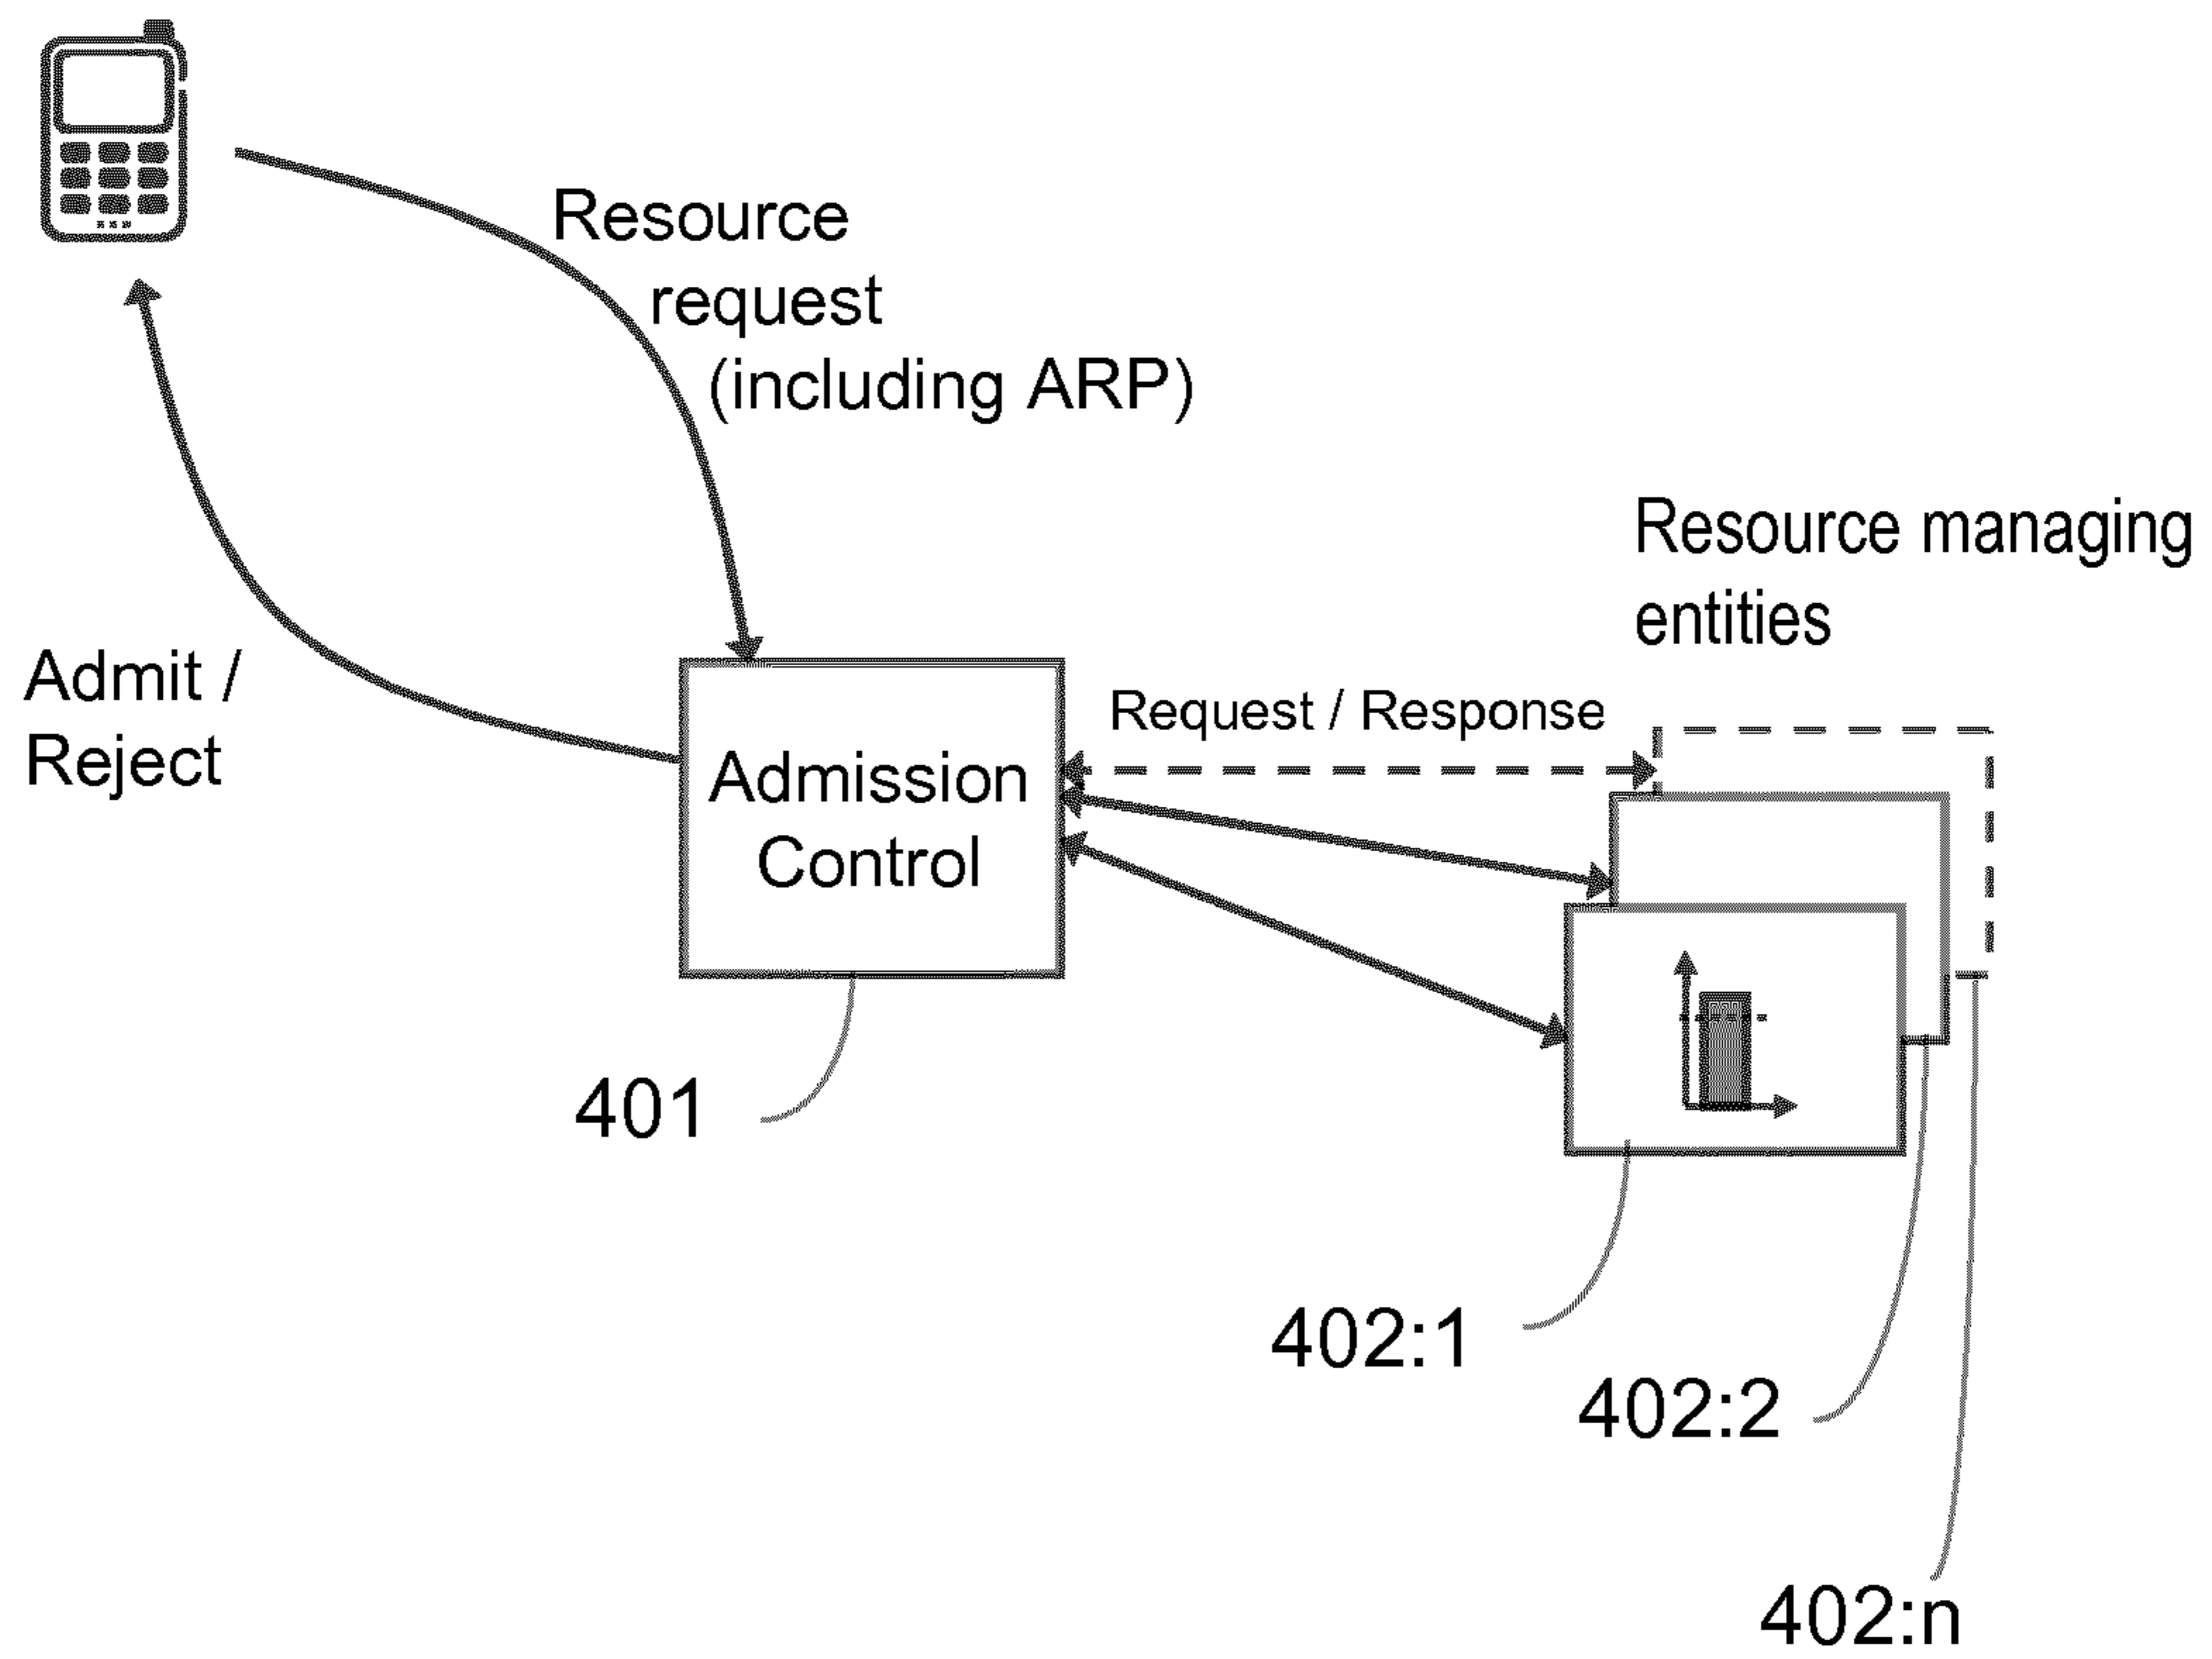 Resource
request
(including ARP)
Resource managing
entities
Admit /
Reject
Request / Response
Admission
Control
401
402:1
402:2
402:n